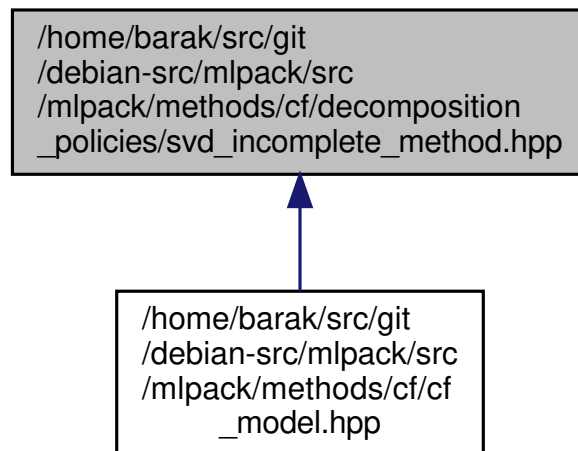 /home/barak/src/git
/debian-src/mlpack/src
/mlpack/methods/cf/decomposition
_policies/svd_incomplete_method.hpp
/home/barak/src/git
/debian-src/mlpack/src
/mlpack/methods/cf/cf
_model.hpp